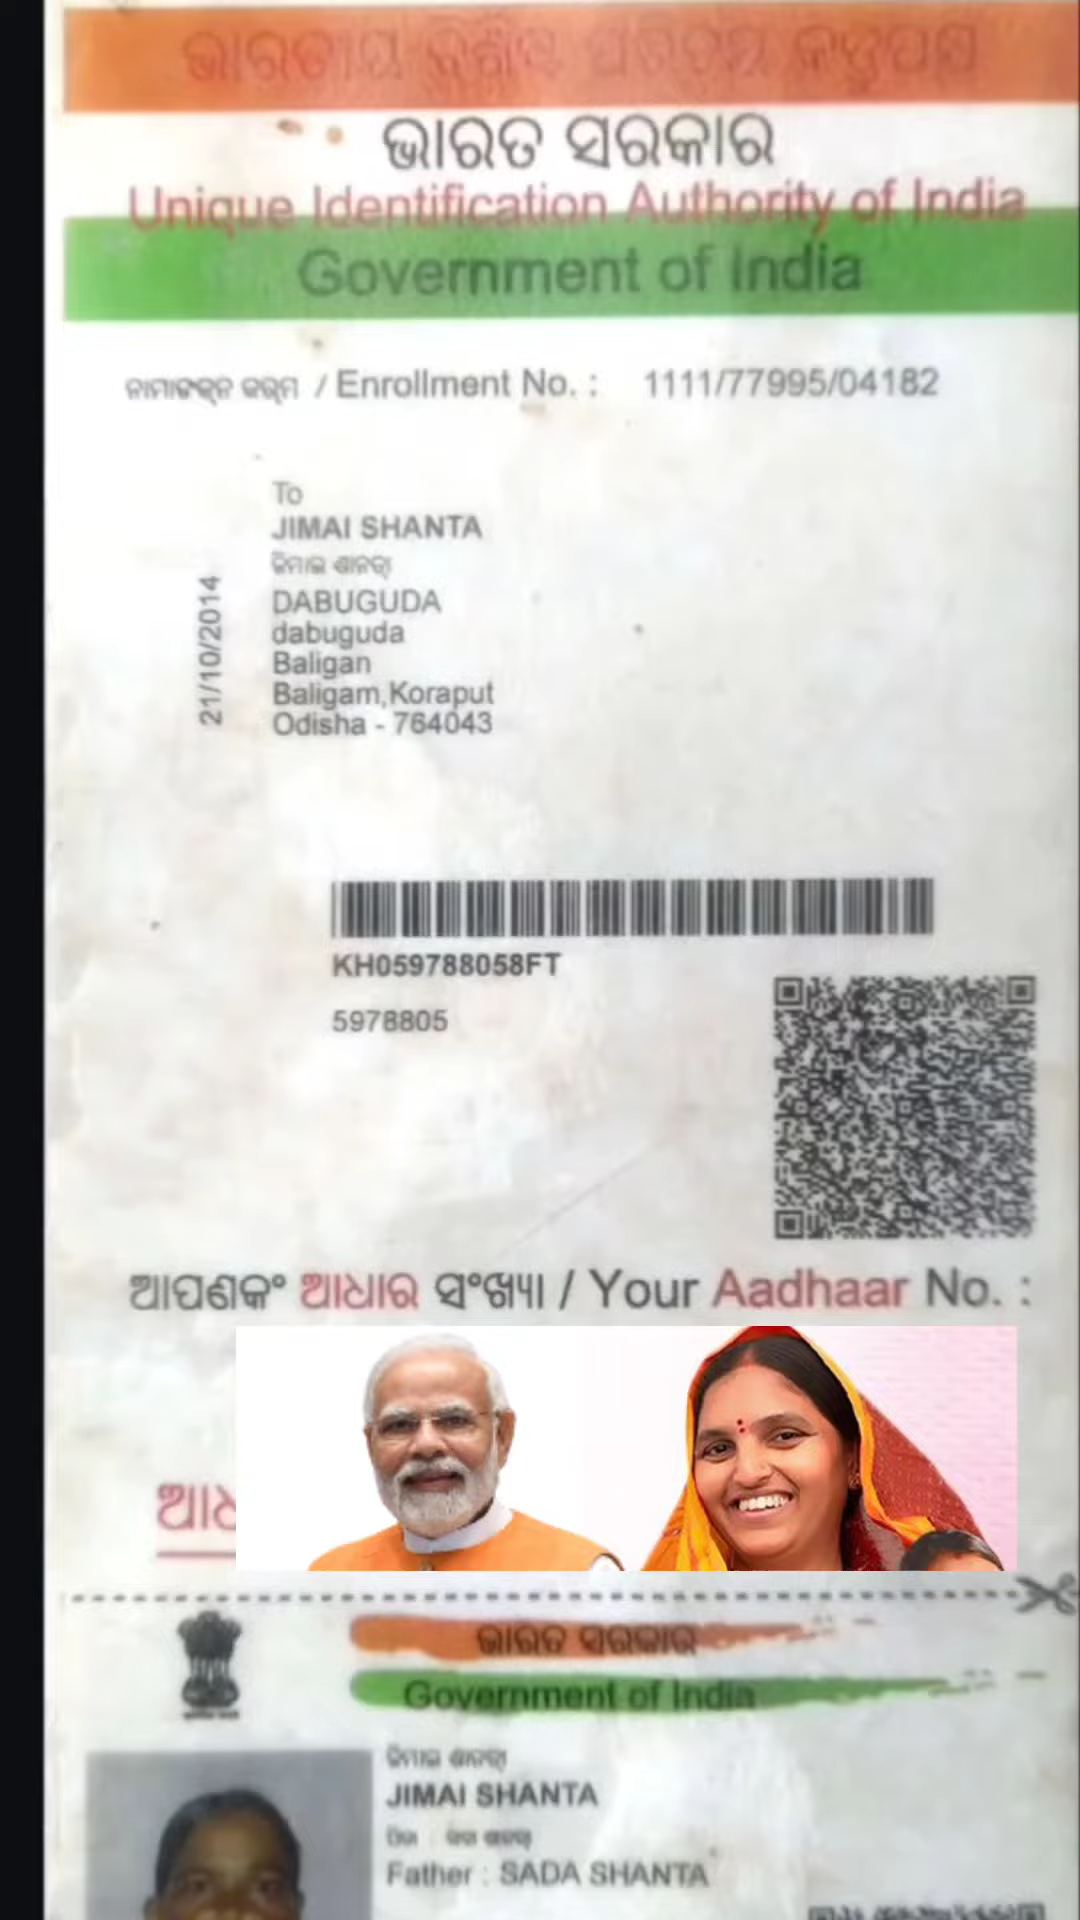 ଭାରତ ସରକାର
Unique Identification Authority of India
Government of India
/ Enrollment No. : 1111/77995/04182
To
JIMAI SHANTA
DABUGUDA
dabuguda
Baligan
Baligam,Koraput
Odisha - 764043
21/10/2014
KH059788058FT
5978805
ଆପଣଙ୍କ ଆଧାର ସଂଖ୍ୟା / Your Aadhaar No. :
ଭାରତ ସରକାର
Government of India
JIMAI SHANTA
Father : SADA SHANTA